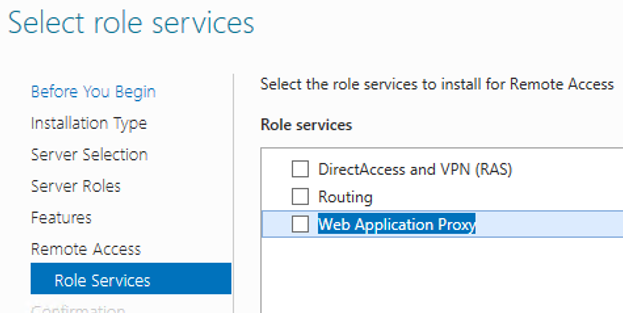 Select role services
Before You Begin
Installation Type
Server Selection
Server Roles
Features
Remote Access
Role Services
Confirmation
Select the role services to install for Remote Access
Role services
DirectAccess and VPN (RAS)
Routing
Web Application Proxy